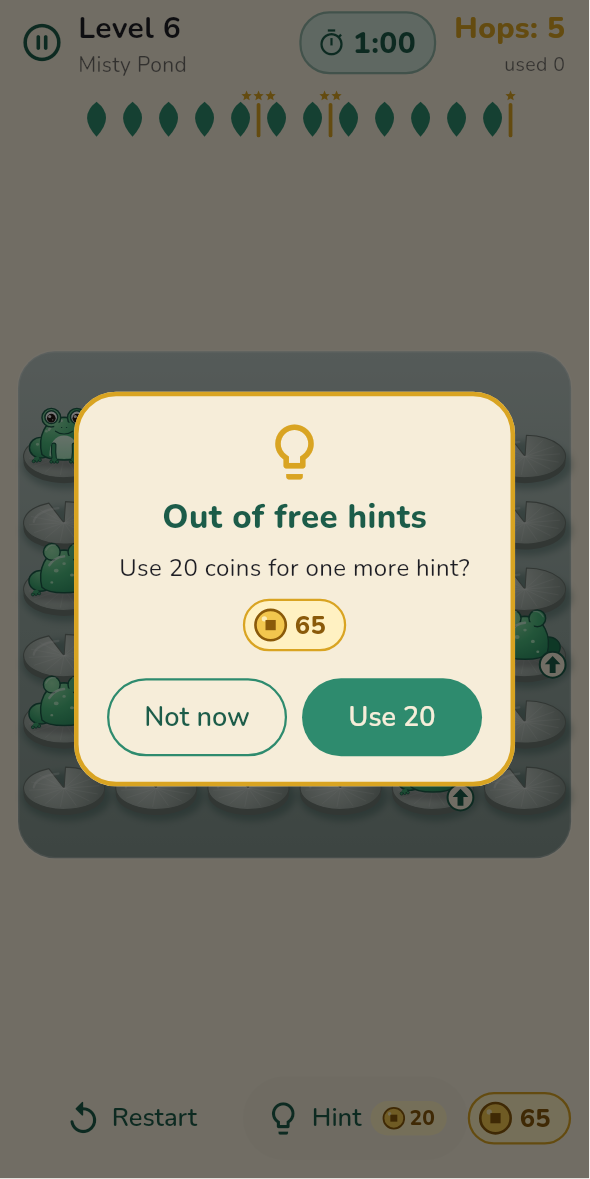 Level 6
Misty Pond
1:00
Hops: 5
used 0
Out of free hints
Use 20 coins for one more hint?
65
Not now
Use 20
Restart
Hint
20
65